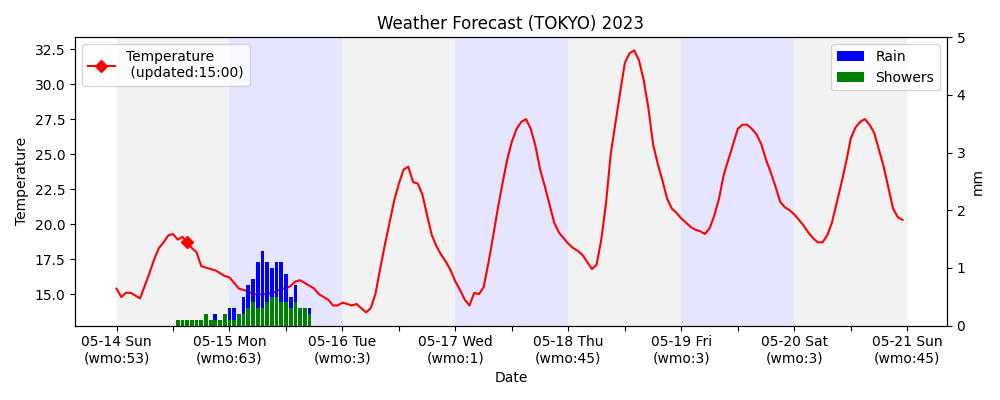 Weather Forecast (TOKYO) 2023
Temperature
(updated:15:00)
Rain
Showers
Temperature
32.5
30.0
27.5
25.0
22.5
20.0
17.5
15.0
5
4
3
2
1
0
mm
05-14 Sun
(wmo:53)
05-15 Mon
(wmo:63)
05-16 Tue
(wmo:3)
05-17 Wed
(wmo:1)
05-18 Thu
(wmo:45)
05-19 Fri
(wmo:3)
05-20 Sat
(wmo:3)
05-21 Sun
(wmo:45)
Date